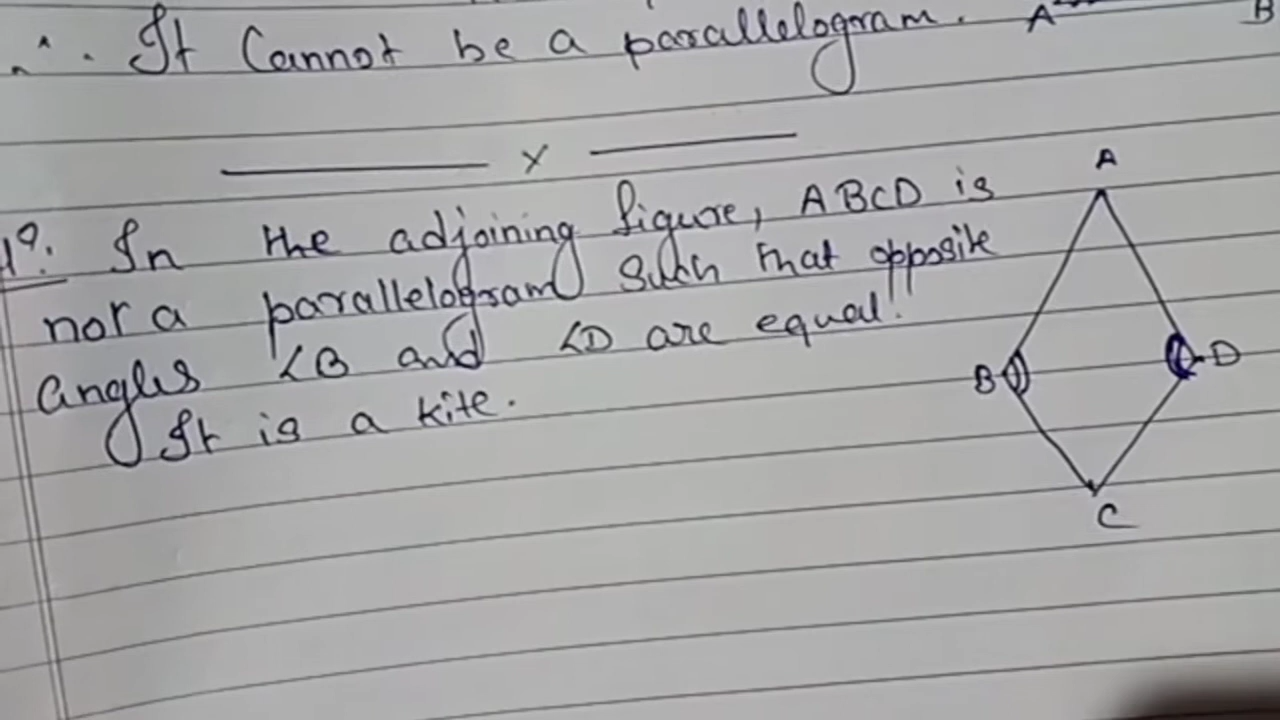 ∴ It Cannot be a parallelogram. A B
x
A
19. In the adjoining figure, ABCD is
not a parallelogram such that opposite
angles ∠B and ∠D are equal.
B D
It is a kite.
C